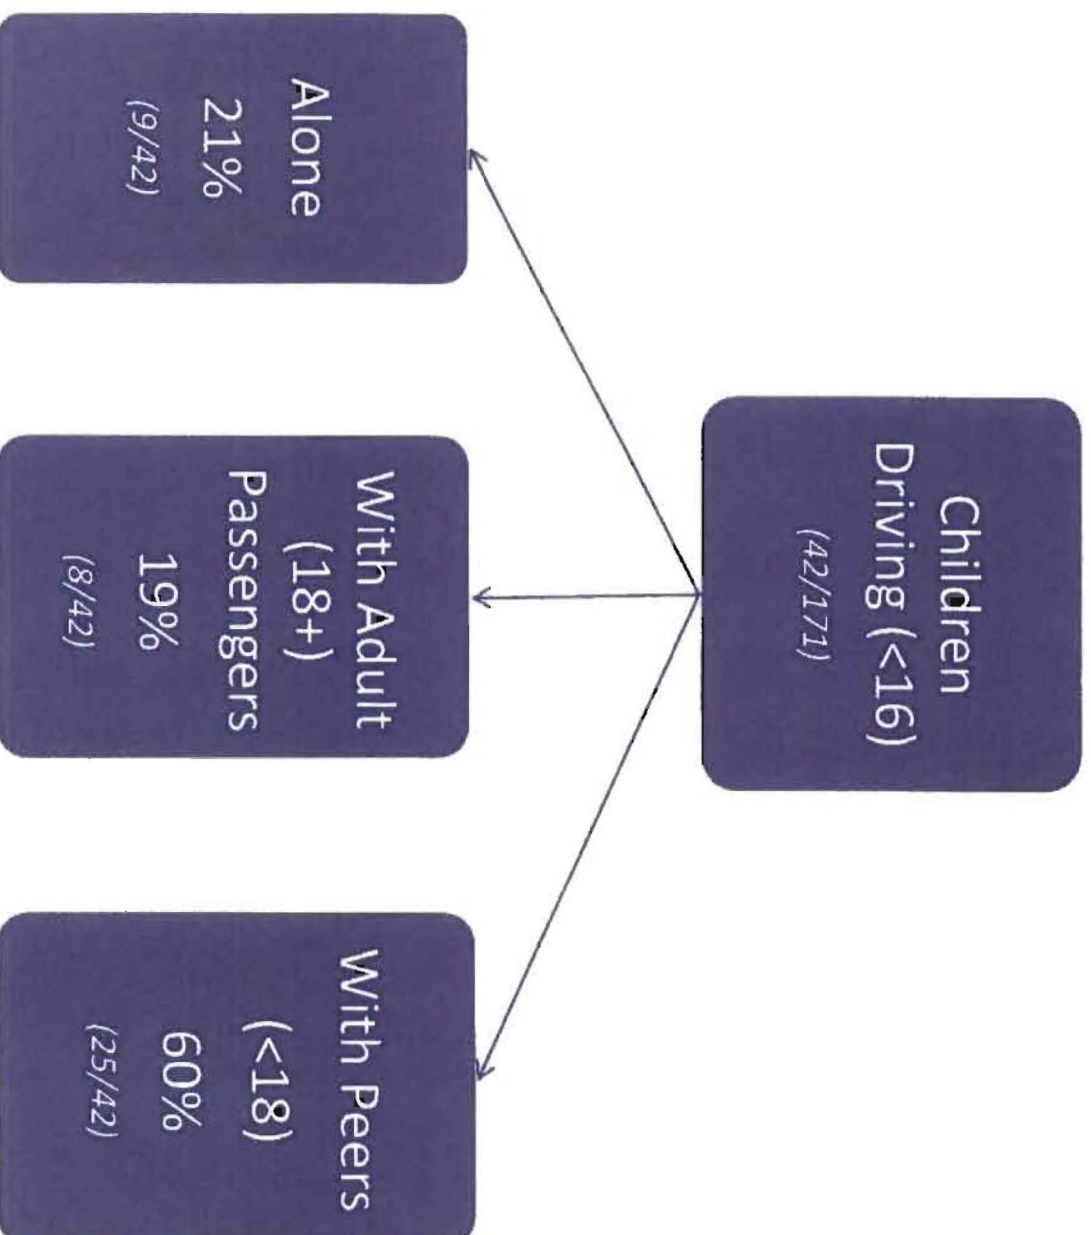 Children
Driving (<16)
(42/171)
Alone
21%
(9/42)
With Adult
(18+)
Passengers
19%
(8/42)
With Peers
(<18)
60%
(25/42)